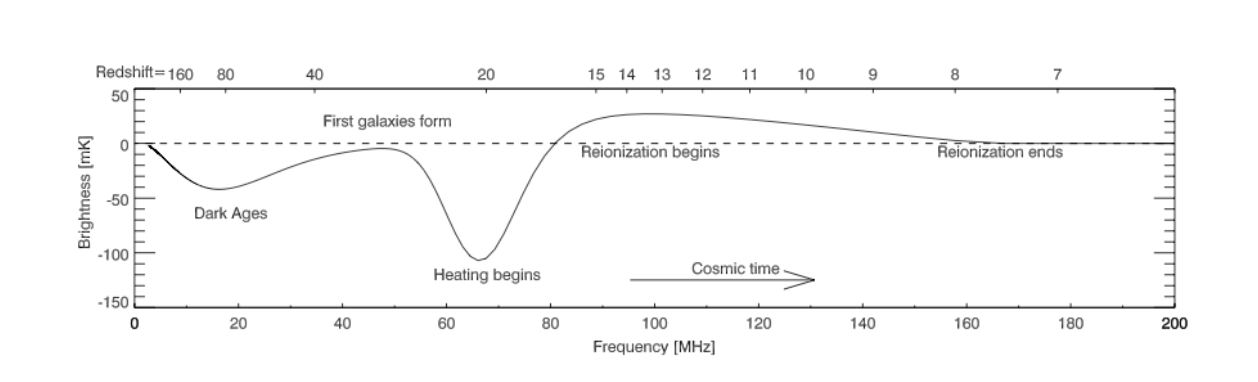 Redshift= 160 80 40 20 15 14 13 12 11 10 9 8 7
50
First galaxies form
0
Reionization begins Reionization ends
Brightness [mK]
-50
Dark Ages
-100
Heating begins Cosmic time
-150
0 20 40 60 80 100 120 140 160 180 200
Frequency [MHz]